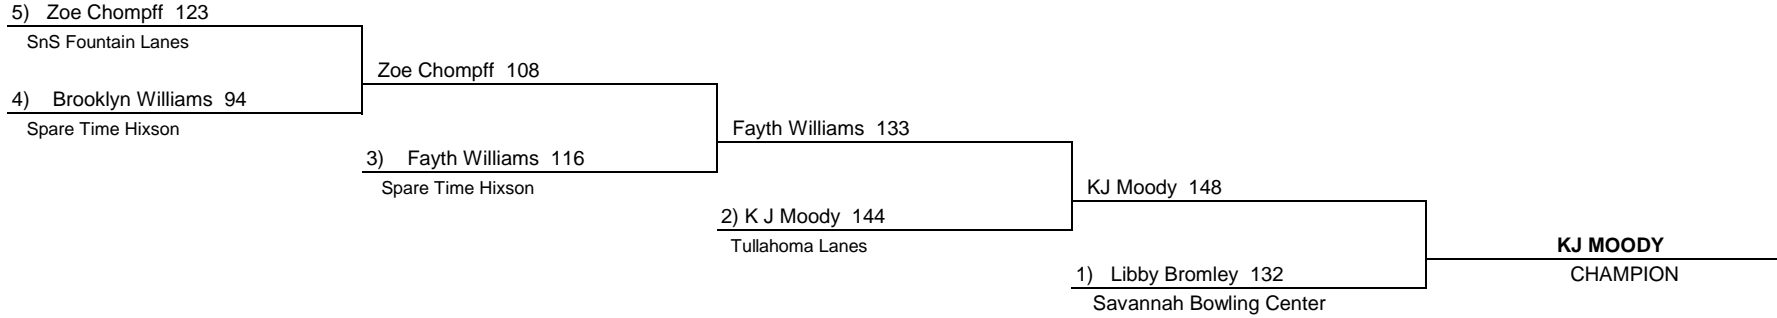 5) Zoe Chompff 123
SnS Fountain Lanes
Zoe Chompff 108
4) Brooklyn Williams 94
Spare Time Hixson
Fayth Williams 133
3) Fayth Williams 116
Spare Time Hixson
KJ Moody 148
2) K J Moody 144
Tullahoma Lanes
KJ MOODY
CHAMPION
1) Libby Bromley 132
Savannah Bowling Center